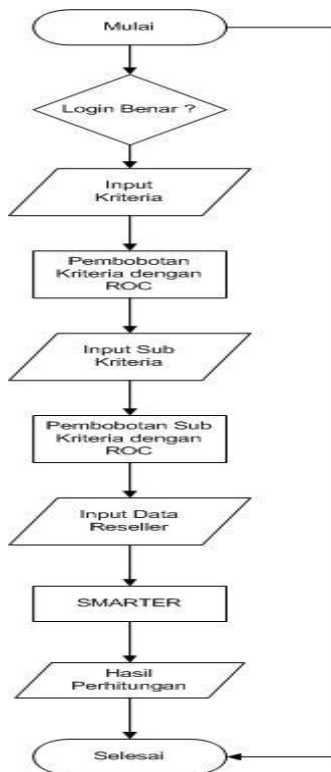 Mulai
Login Benar ?
Input
Kriteria
Pembobotan
Kriteria dengan
ROC
Input Sub
Kriteria
Pembobotan Sub
Kriteria dengan
ROC
Input Data
Reseller
SMARTER
Hasil
Perhitungan
Selesai